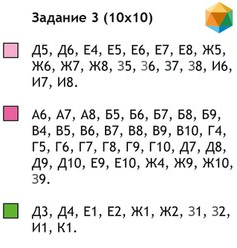 Задание 3 (10х10)
Д5, Д6, Е4, Е5, Е6, Е7, Е8, Ж5,
Ж6, Ж7, Ж8, З5, З6, З7, З8, И6,
И7, И8.
А6, А7, А8, Б5, Б6, Б7, Б8, Б9,
В4, В5, В6, В7, В8, В9, В10, Г4,
Г5, Г6, Г7, Г8, Г9, Г10, Д7, Д8,
Д9, Д10, Е9, Е10, Ж4, Ж9, Ж10,
З9.
Д3, Д4, Е1, Е2, Ж1, Ж2, З1, З2,
И1, К1.